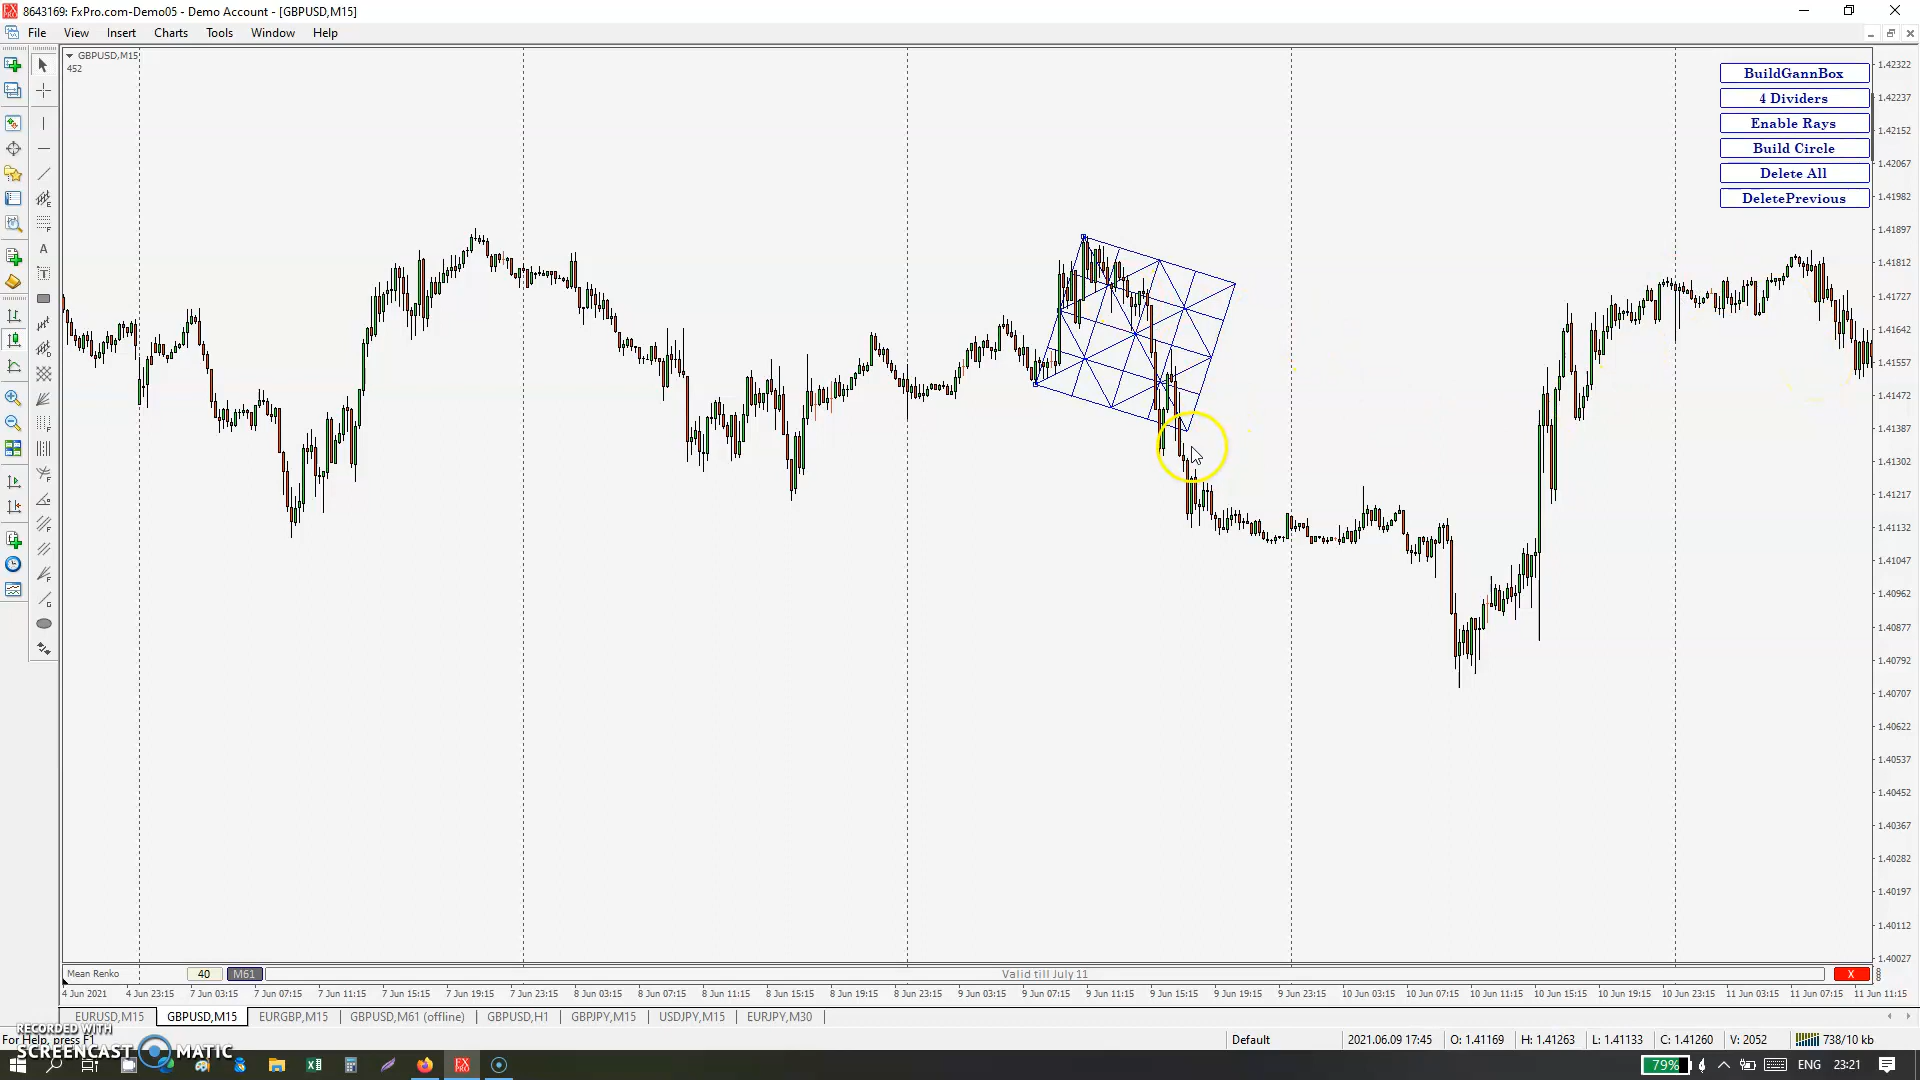 8643169: FxPro.com-Demo05 - Demo Account - [GBPUSD,M15]
File View Insert Charts Tools Window Help
GBPUSD,M15
452
BuildGannBox
4 Dividers
Enable Rays
Build Circle
Delete All
DeletePrevious
1.42322
1.42237
1.42152
1.42067
1.41982
1.41897
1.41812
1.41727
1.41642
1.41557
1.41472
1.41387
1.41302
1.41217
1.41132
1.41047
1.40962
1.40877
1.40792
1.40707
1.40622
1.40537
1.40452
1.40367
1.40282
1.40197
1.40112
1.40027
Mean Renko 40 M61 Valid till July 11 X
4 Jun 2021 4 Jun 23:15 7 Jun 03:15 7 Jun 07:15 7 Jun 11:15 7 Jun 15:15 7 Jun 19:15 7 Jun 23:15 8 Jun 03:15 8 Jun 07:15 8 Jun 11:15 8 Jun 15:15 8 Jun 19:15 8 Jun 23:15 9 Jun 03:15 9 Jun 07:15 9 Jun 11:15 9 Jun 15:15 9 Jun 19:15 9 Jun 23:15 10 Jun 03:15 10 Jun 07:15 10 Jun 11:15 10 Jun 15:15 10 Jun 19:15 10 Jun 23:15 11 Jun 03:15 11 Jun 07:15 11 Jun 11:15
EURUSD,M15 GBPUSD,M15 EURGBP,M15 GBPUSD,M61 (offline) GBPUSD,H1 GBPJPY,M15 USDJPY,M15 EURJPY,M30
RECORDED WITH
For Help, press F1 Default 2021.06.09 17:45 O: 1.41169 H: 1.41263 L: 1.41133 C: 1.41260 V: 2052 738/10 kb
SCREENCAST MATIC
79% ENG 23:21